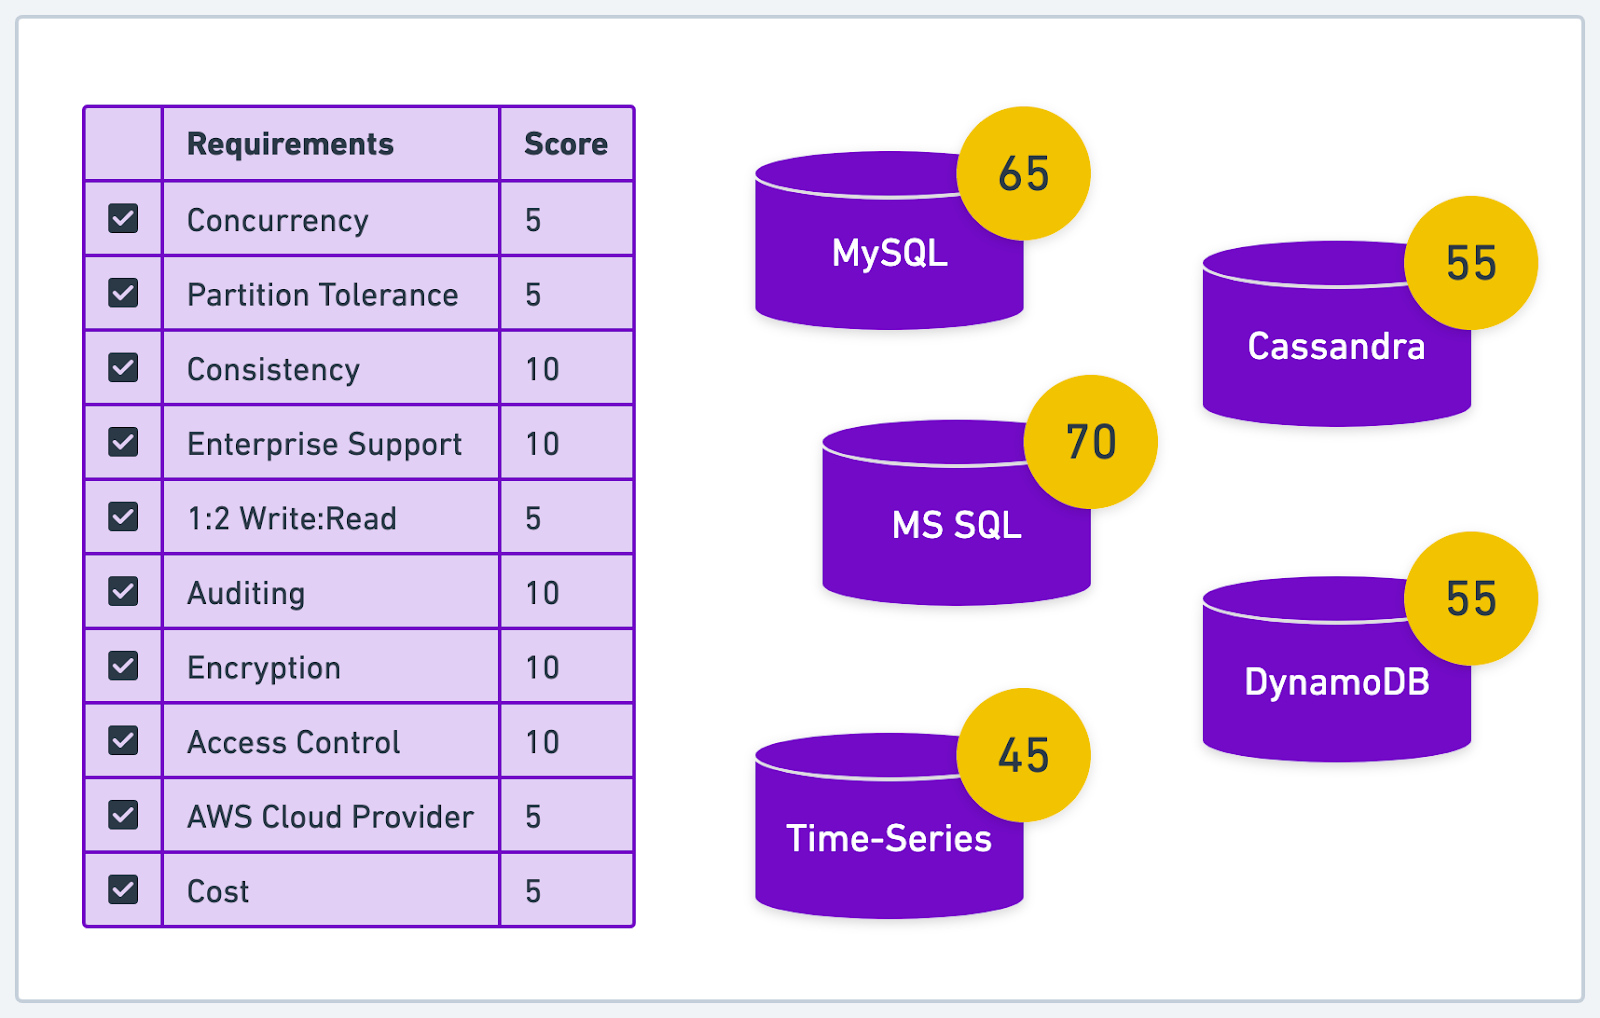 Requirements Score
Concurrency 5
Partition Tolerance 5
Consistency 10
Enterprise Support 10
1:2 Write:Read 5
Auditing 10
Encryption 10
Access Control 10
AWS Cloud Provider 5
Cost 5
65
MySQL
55
Cassandra
70
MS SQL
55
DynamoDB
45
Time-Series